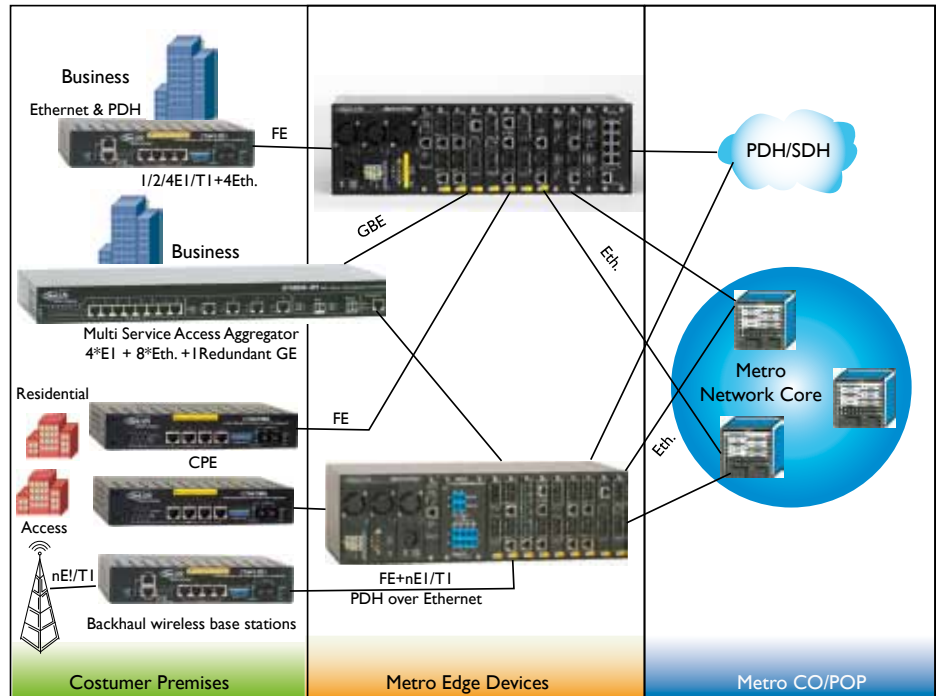 Business
Ethernet & PDH
FE
1/2/4E1/T1+4Eth.
PDH/SDH
GBE
Business
Eth.
Multi Service Access Aggregator
4*E1 + 8*Eth. +1Redundant GE
Metro
Network Core
Residential
FE
Eth.
CPE
Access
nE!/T1
FE+nE1/T1
PDH over Ethernet
Backhaul wireless base stations
Costumer Premises
Metro Edge Devices
Metro CO/POP